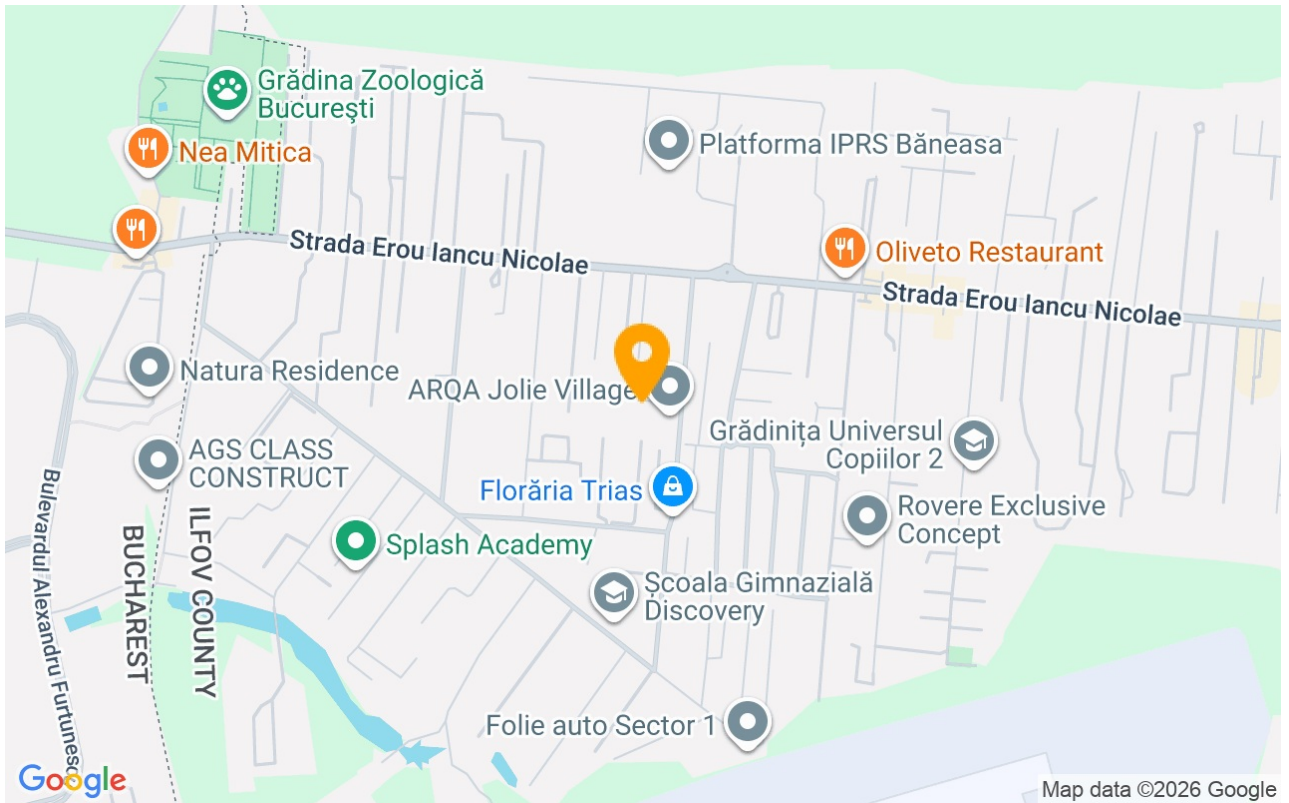 Grădina Zoologică
Bucureşti
Nea Mitica
Platforma IPRS Băneasa
Strada Erou Iancu Nicolae
Oliveto Restaurant
Strada Erou Iancu Nicolae
Natura Residence
ARQA Jolie Village
Grădinița Universul
Copiilor 2
AGS CLASS
CONSTRUCT
Florăria Trias
Rovere Exclusive
Concept
Splash Academy
Școala Gimnazială
Discovery
BUCHAREST
ILFOV COUNTY
Bulevardul Alexandru Furtunescu
Folie auto Sector 1
Google
Map data ©2026 Google